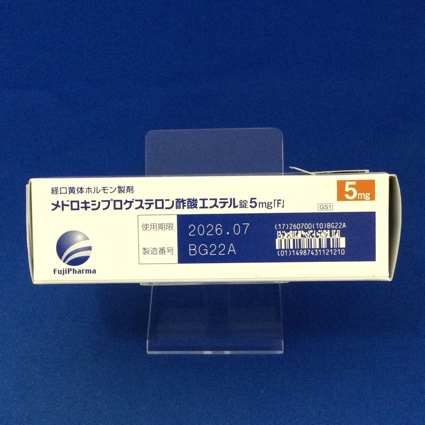 経口黄体ホルモン製剤
メドロキシプロゲステロン酢酸エステル錠5mg「F」
GS1
5mg
使用期限 2026.07
製造番号 BG22A
(17)260700(10)BG22A
(01)14987431121210
FujiPharma